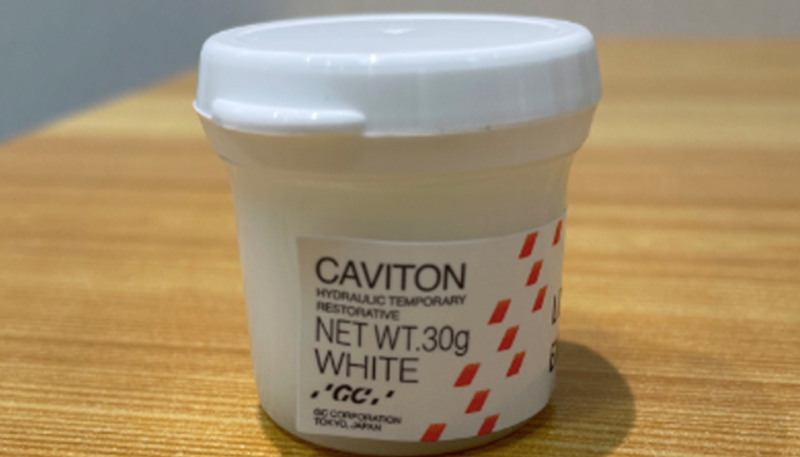 CAVITON
HYDRAULIC TEMPORARY
RESTORATIVE
NET WT.30g
WHITE
GC
GC CORPORATION
TOKYO, JAPAN